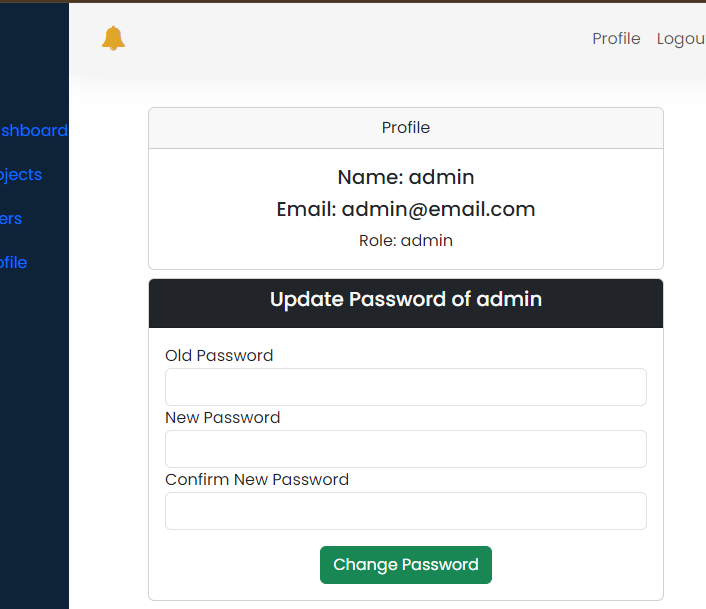 Profile Logou
shboard
jects
ers
ofile
Profile
Name: admin
Email: admin@email.com
Role: admin
Update Password of admin
Old Password
New Password
Confirm New Password
Change Password